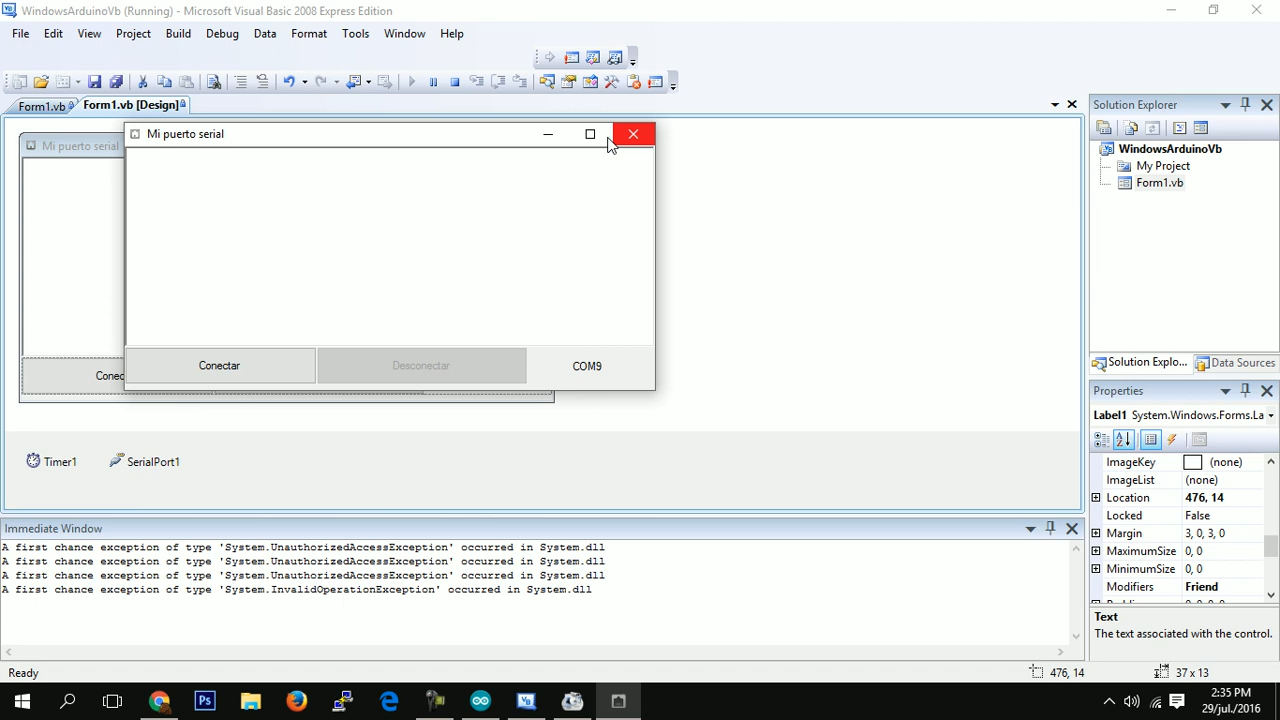 WindowsArduinoVb (Running) - Microsoft Visual Basic 2008 Express Edition
File Edit View Project Build Debug Data Format Tools Window Help
Form1.vb Form1.vb [Design]
Solution Explorer
WindowsArduinoVb
My Project
Form1.vb
Mi puerto serial
Mi puerto serial
Conectar Desconectar COM9
Conec
Timer1 SerialPort1
Solution Explo... Data Sources
Properties
Label1 System.Windows.Forms.La
ImageKey (none)
ImageList (none)
Location 476, 14
Locked False
Margin 3, 0, 3, 0
MaximumSize 0, 0
MinimumSize 0, 0
Modifiers Friend
Text
The text associated with the control.
Immediate Window
A first chance exception of type 'System.UnauthorizedAccessException' occurred in System.dll
A first chance exception of type 'System.UnauthorizedAccessException' occurred in System.dll
A first chance exception of type 'System.UnauthorizedAccessException' occurred in System.dll
A first chance exception of type 'System.InvalidOperationException' occurred in System.dll
Ready 476, 14 37 x 13
Ps
2:35 PM
29/jul./2016